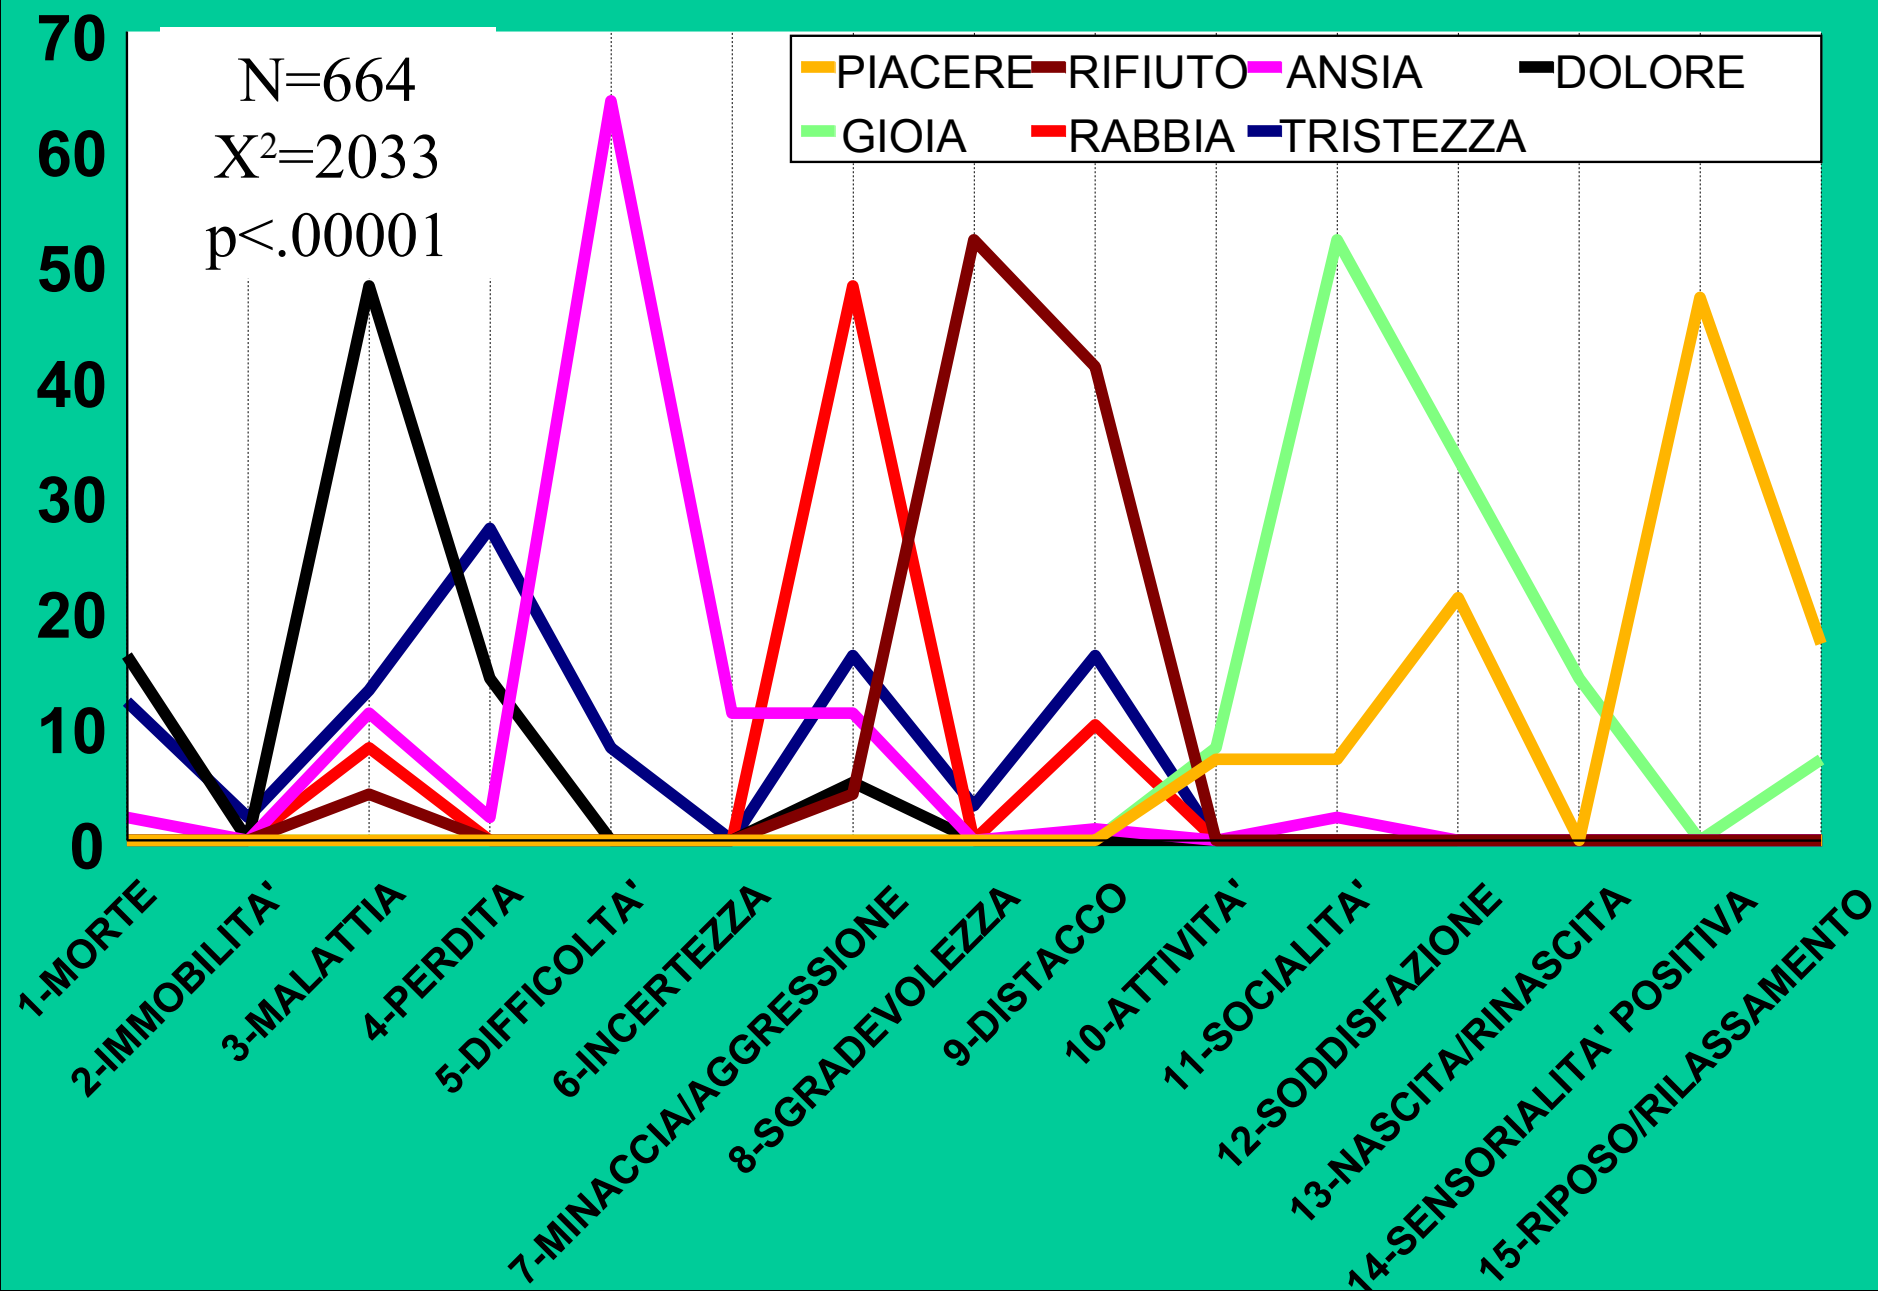 70
60
50
40
30
20
10
0
N=664
X²=2033
p<.00001
PIACERE RIFIUTO ANSIA DOLORE
GIOIA RABBIA TRISTEZZA
1-MORTE
2-IMMOBILITA'
3-MALATTIA
4-PERDITA
5-DIFFICOLTA'
6-INCERTEZZA
7-MINACCIA/AGGRESSIONE
8-SGRADEVOLEZZA
9-DISTACCO
10-ATTIVITA'
11-SOCIALITA'
12-SODDISFAZIONE
13-NASCITA/RINASCITA
14-SENSORIALITA' POSITIVA
15-RIPOSO/RILASSAMENTO